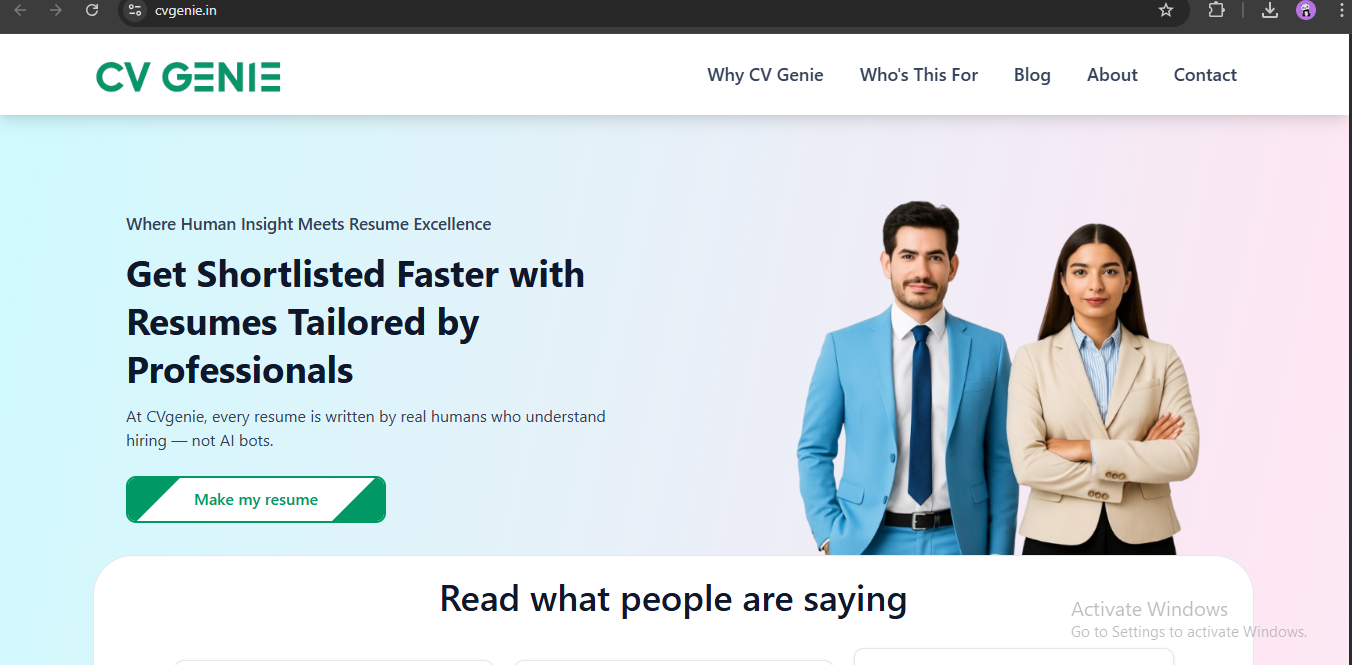 cvgenie.in
CV GENIE
Why CV Genie
Who's This For
Blog
About
Contact
Where Human Insight Meets Resume Excellence
Get Shortlisted Faster with
Resumes Tailored by
Professionals
At CVgenie, every resume is written by real humans who understand
hiring — not AI bots.
Make my resume
Read what people are saying
Activate Windows
Go to Settings to activate Windows.